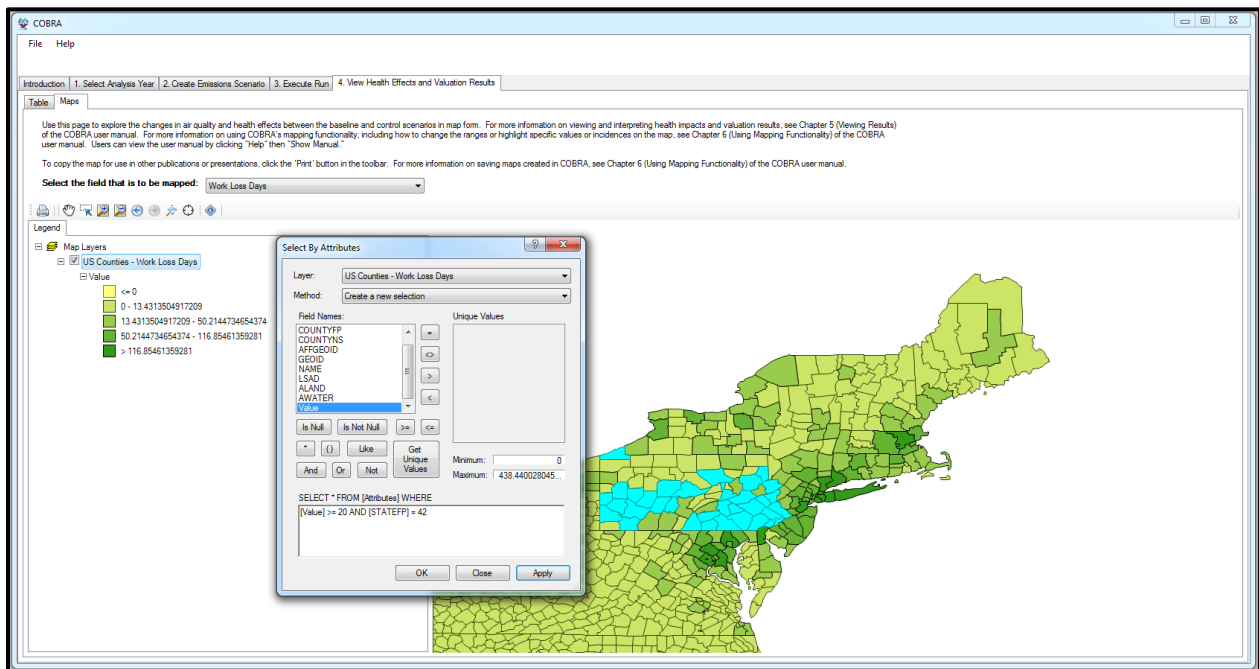 COBRA
File Help
Introduction 1. Select Analysis Year 2. Create Emissions Scenario 3. Execute Run 4. View Health Effects and Valuation Results
Table Maps
Use this page to explore the changes in air quality and health effects between the baseline and control scenarios in map form. For more information on viewing and interpreting health impacts and valuation results, see Chapter 5 (Viewing Results)
of the COBRA user manual. For more information on using COBRA's mapping functionality, including how to change the ranges or highlight specific values or incidences on the map, see Chapter 6 (Using Mapping Functionality) of the COBRA
user manual. Users can view the user manual by clicking "Help" then "Show Manual."
To copy the map for use in other publications or presentations, click the 'Print' button in the toolbar. For more information on saving maps created in COBRA, see Chapter 6 (Using Mapping Functionality) of the COBRA user manual.
Select the field that is to be mapped: Work Loss Days
Legend
Map Layers
US Counties - Work Loss Days
Value
<= 0
0 - 13.4313504917209
13.4313504917209 - 50.2144734654374
50.2144734654374 - 116.85461359281
> 116.85461359281
Select By Attributes
Layer: US Counties - Work Loss Days
Method: Create a new selection
Field Names: Unique Values
COUNTYFP
COUNTYNS
AFFGEOID
GEOID
NAME
LSAD
ALAND
AWATER
Value
=
<>
>
<
Is Null Is Not Null >= <=
* () Like Get Unique Values
And Or Not
Minimum: 0
Maximum: 438.440028045...
SELECT * FROM [Attributes] WHERE
[Value] >= 20 AND [STATEFP] = 42
OK Close Apply